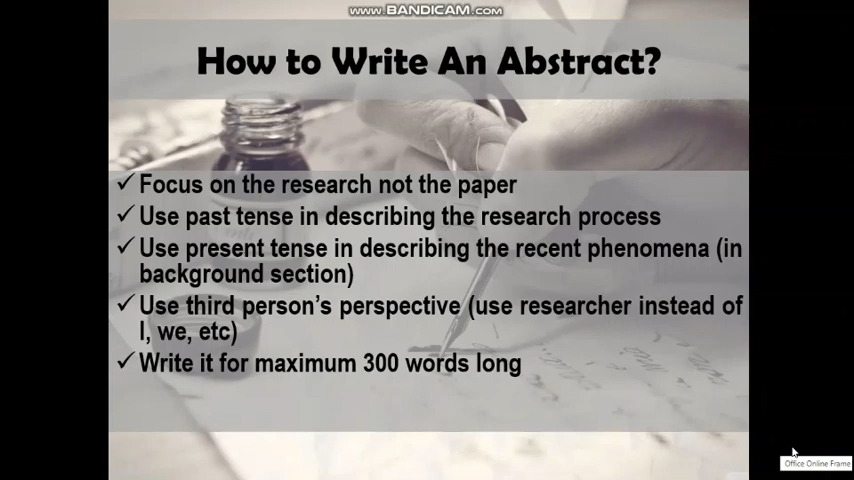 www.BANDICAM.com
How to Write An Abstract?
✓ Focus on the research not the paper
✓ Use past tense in describing the research process
✓ Use present tense in describing the recent phenomena (in
background section)
✓ Use third person's perspective (use researcher instead of
I, we, etc)
✓ Write it for maximum 300 words long
Office Online Frame